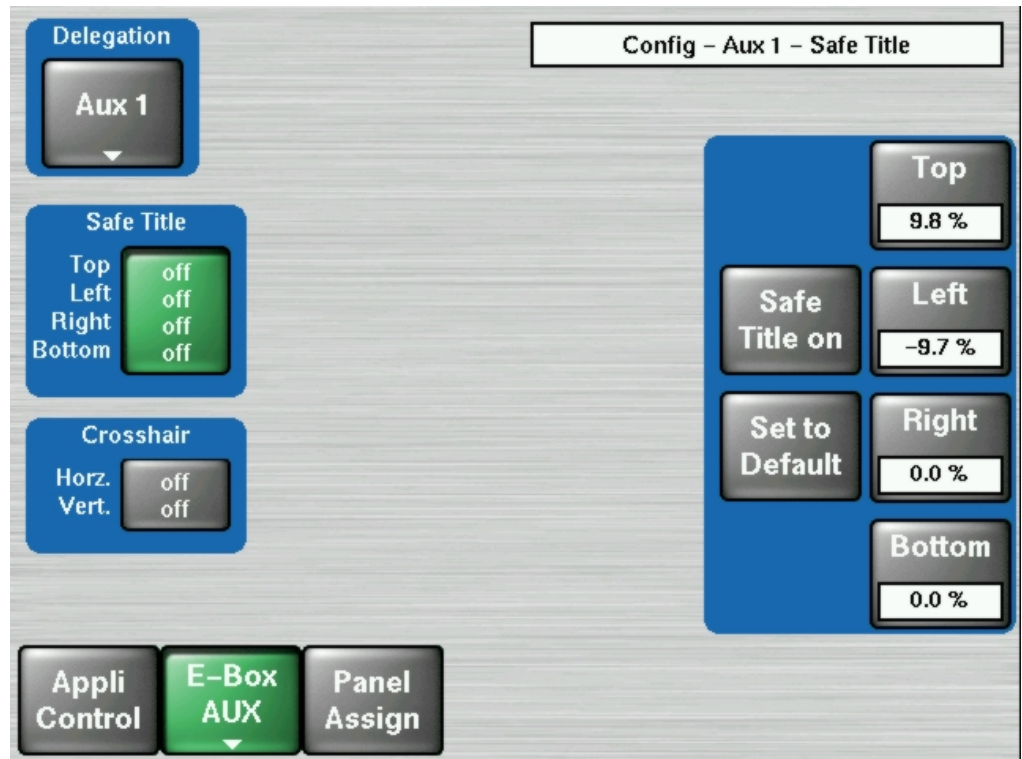 Delegation
Aux 1
Config – Aux 1 – Safe Title
Safe Title
Top off
Left off
Right off
Bottom off
Crosshair
Horz. off
Vert. off
Top
9.8 %
Safe
Title on
Left
–9.7 %
Set to
Default
Right
0.0 %
Bottom
0.0 %
Appli
Control
E–Box
AUX
Panel
Assign